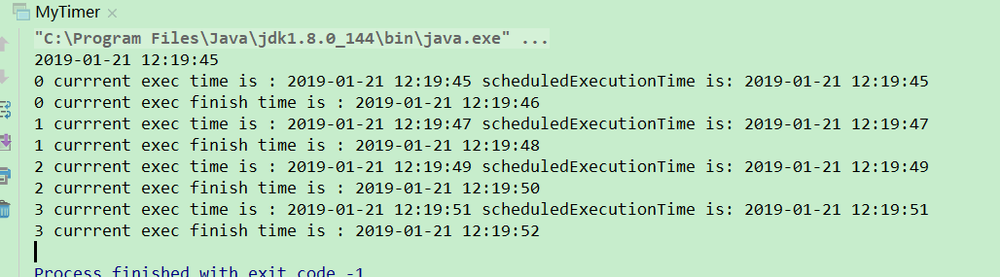 MyTimer
"C:\Program Files\Java\jdk1.8.0_144\bin\java.exe" ...
2019-01-21 12:19:45
0 currrent exec time is : 2019-01-21 12:19:45 scheduledExecutionTime is: 2019-01-21 12:19:45
0 currrent exec finish time is : 2019-01-21 12:19:46
1 currrent exec time is : 2019-01-21 12:19:47 scheduledExecutionTime is: 2019-01-21 12:19:47
1 currrent exec finish time is : 2019-01-21 12:19:48
2 currrent exec time is : 2019-01-21 12:19:49 scheduledExecutionTime is: 2019-01-21 12:19:49
2 currrent exec finish time is : 2019-01-21 12:19:50
3 currrent exec time is : 2019-01-21 12:19:51 scheduledExecutionTime is: 2019-01-21 12:19:51
3 currrent exec finish time is : 2019-01-21 12:19:52
Process finished with exit code -1